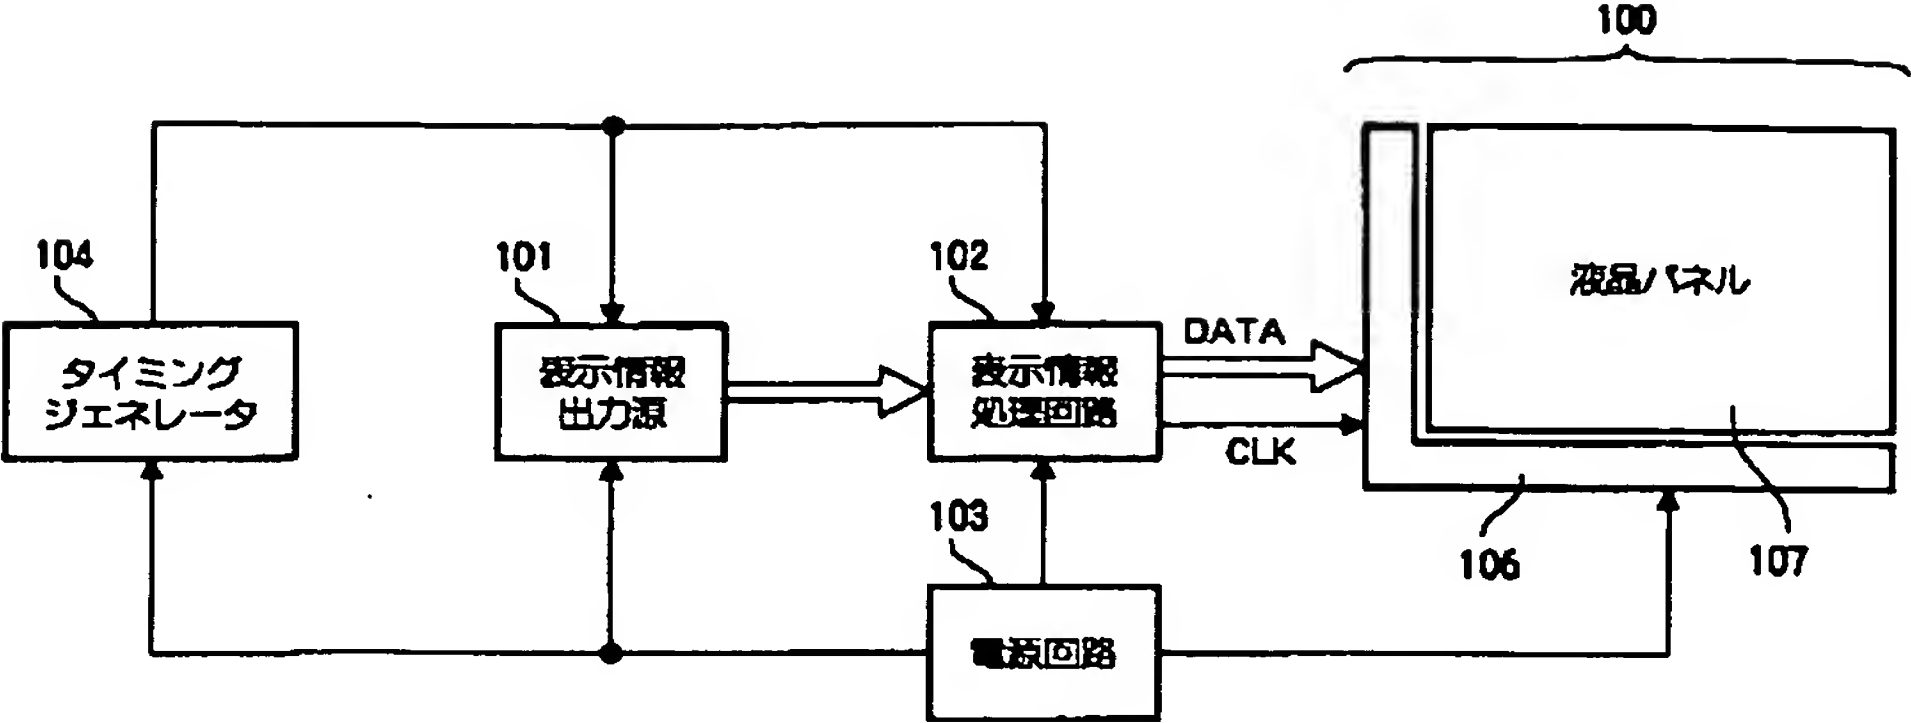 100
104
101
102
液晶パネル
DATA
タイミング
ジェネレータ
表示情報
出力源
表示情報
処理回路
CLK
103
106
107
電源回路